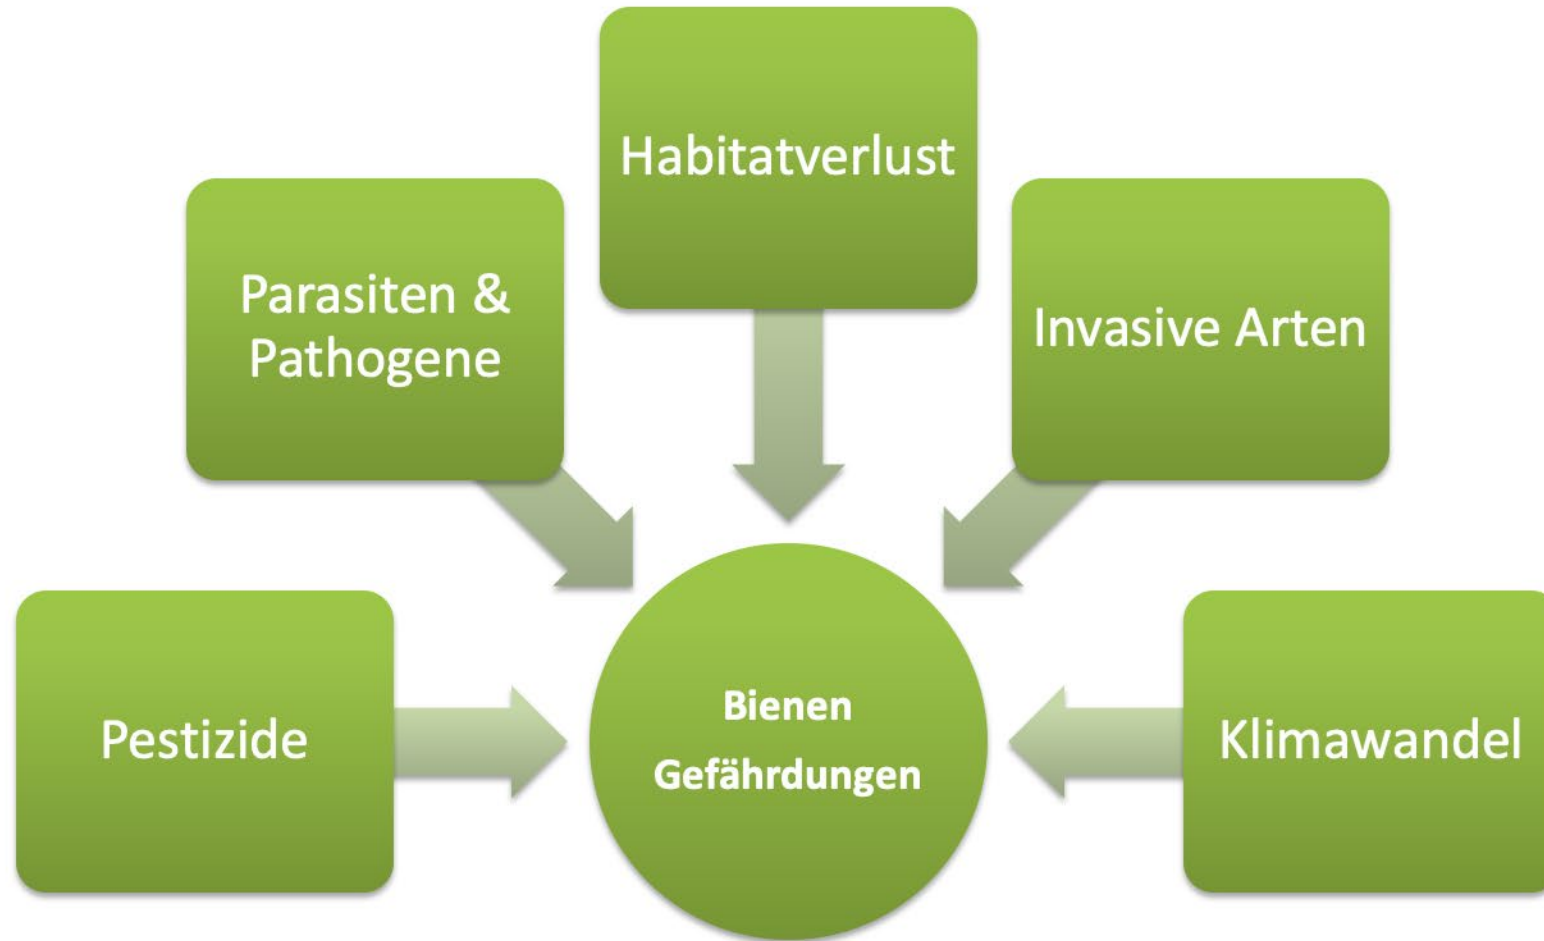 Habitatverlust
Parasiten &
Pathogene
Invasive Arten
Pestizide
Bienen
Gefährdungen
Klimawandel